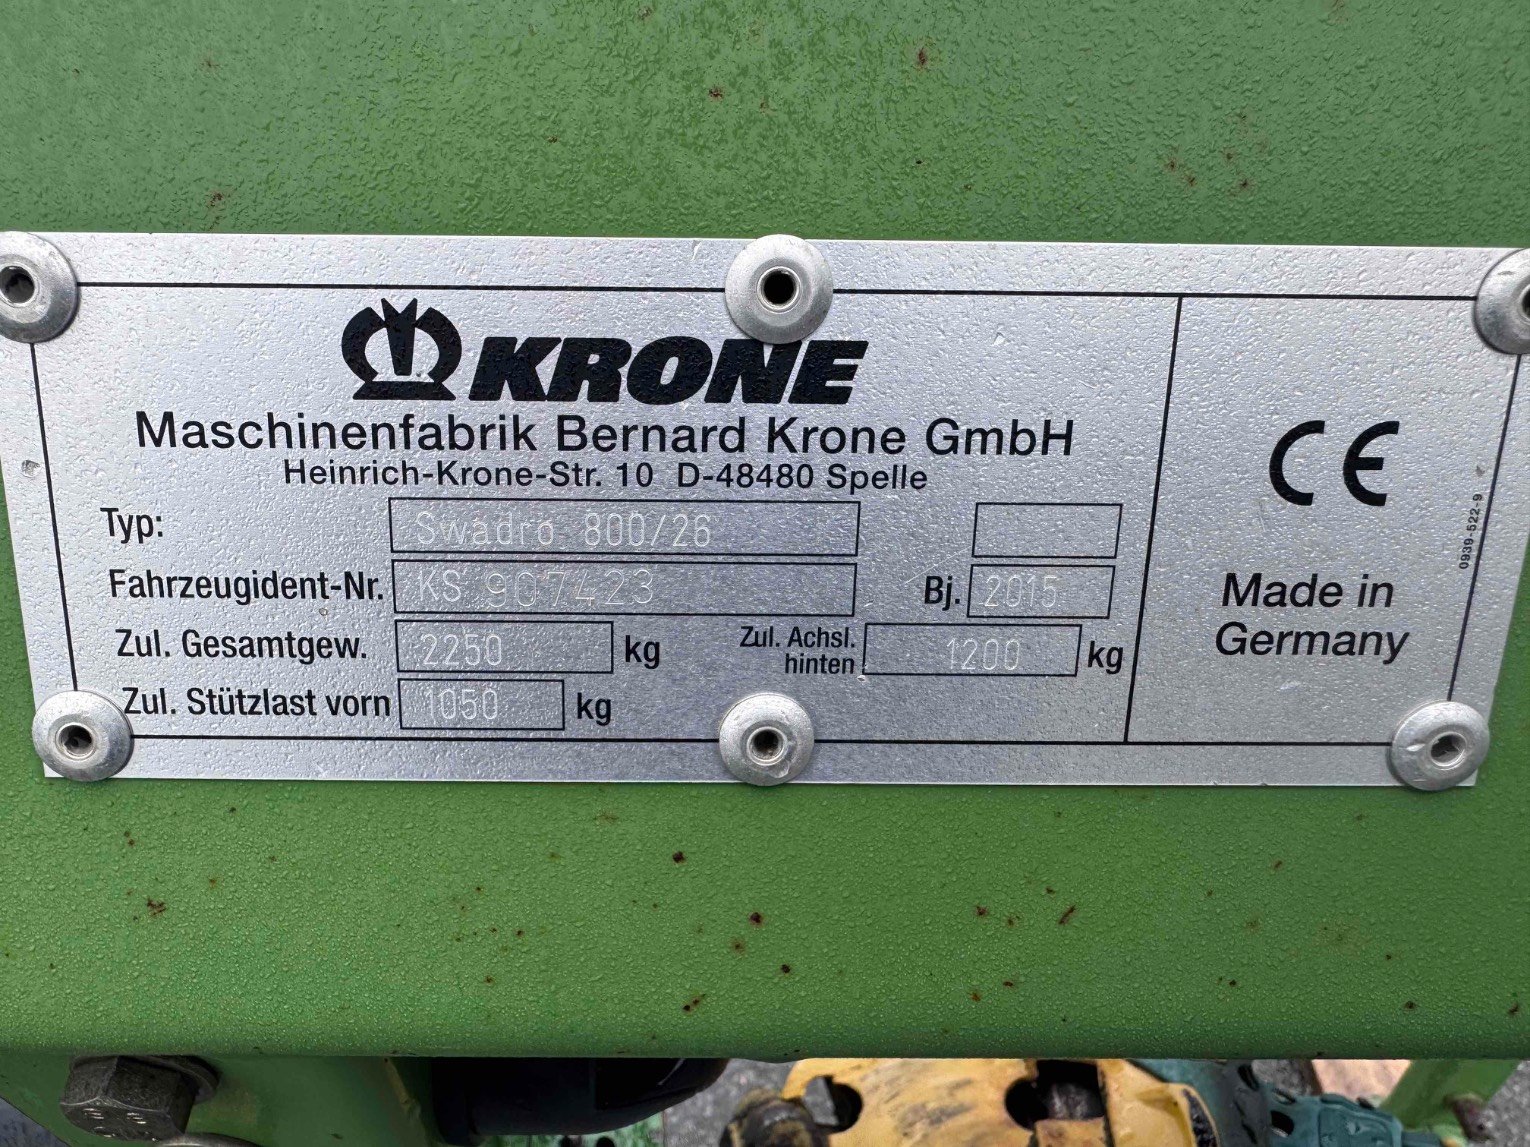 KRONE
Maschinenfabrik Bernard Krone GmbH
Heinrich-Krone-Str. 10 D-48480 Spelle
Typ: Swadro 800/26
Fahrzeugident-Nr. KS 907423 Bj. 2015
Zul. Gesamtgew. 2250 kg Zul. Achsl. hinten 1200 kg
Zul. Stützlast vorn 1050 kg
CE
Made in
Germany
0939-522-9